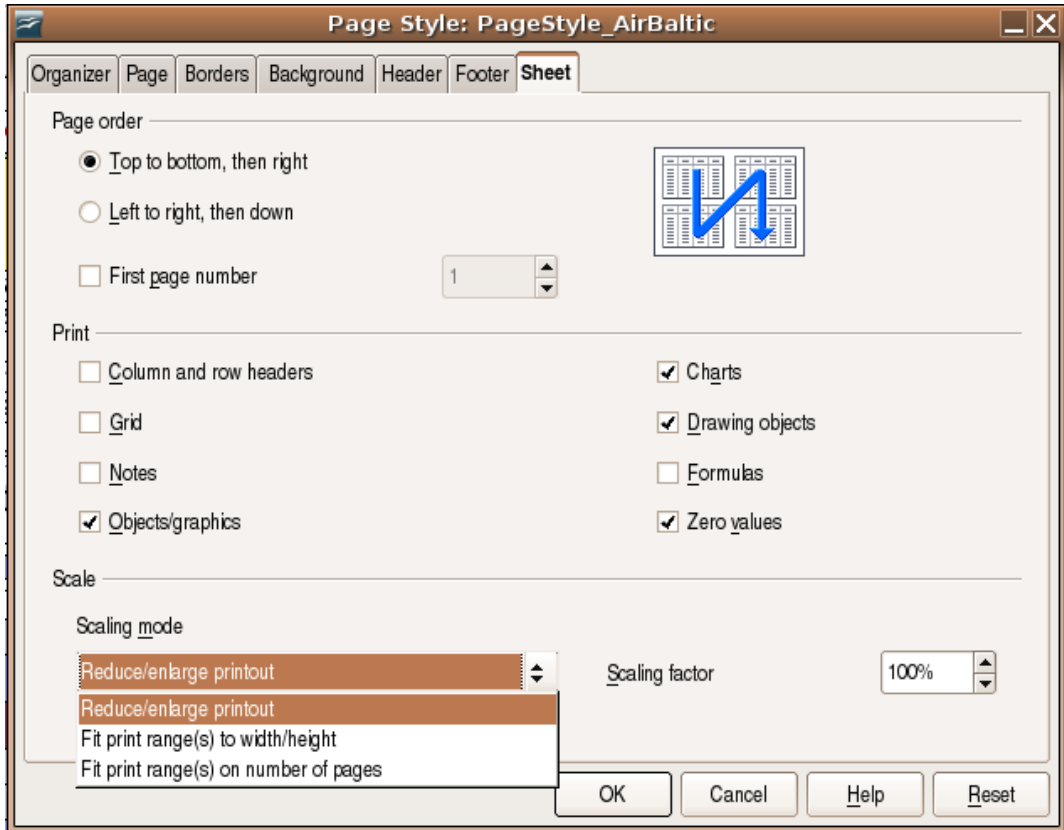 Page Style: PageStyle_AirBaltic
Organizer Page Borders Background Header Footer Sheet
Page order
Top to bottom, then right
Left to right, then down
First page number 1
Print
Column and row headers Charts
Grid Drawing objects
Notes Formulas
Objects/graphics Zero values
Scale
Scaling mode
Reduce/enlarge printout Scaling factor 100%
Reduce/enlarge printout
Fit print range(s) to width/height
Fit print range(s) on number of pages
OK Cancel Help Reset